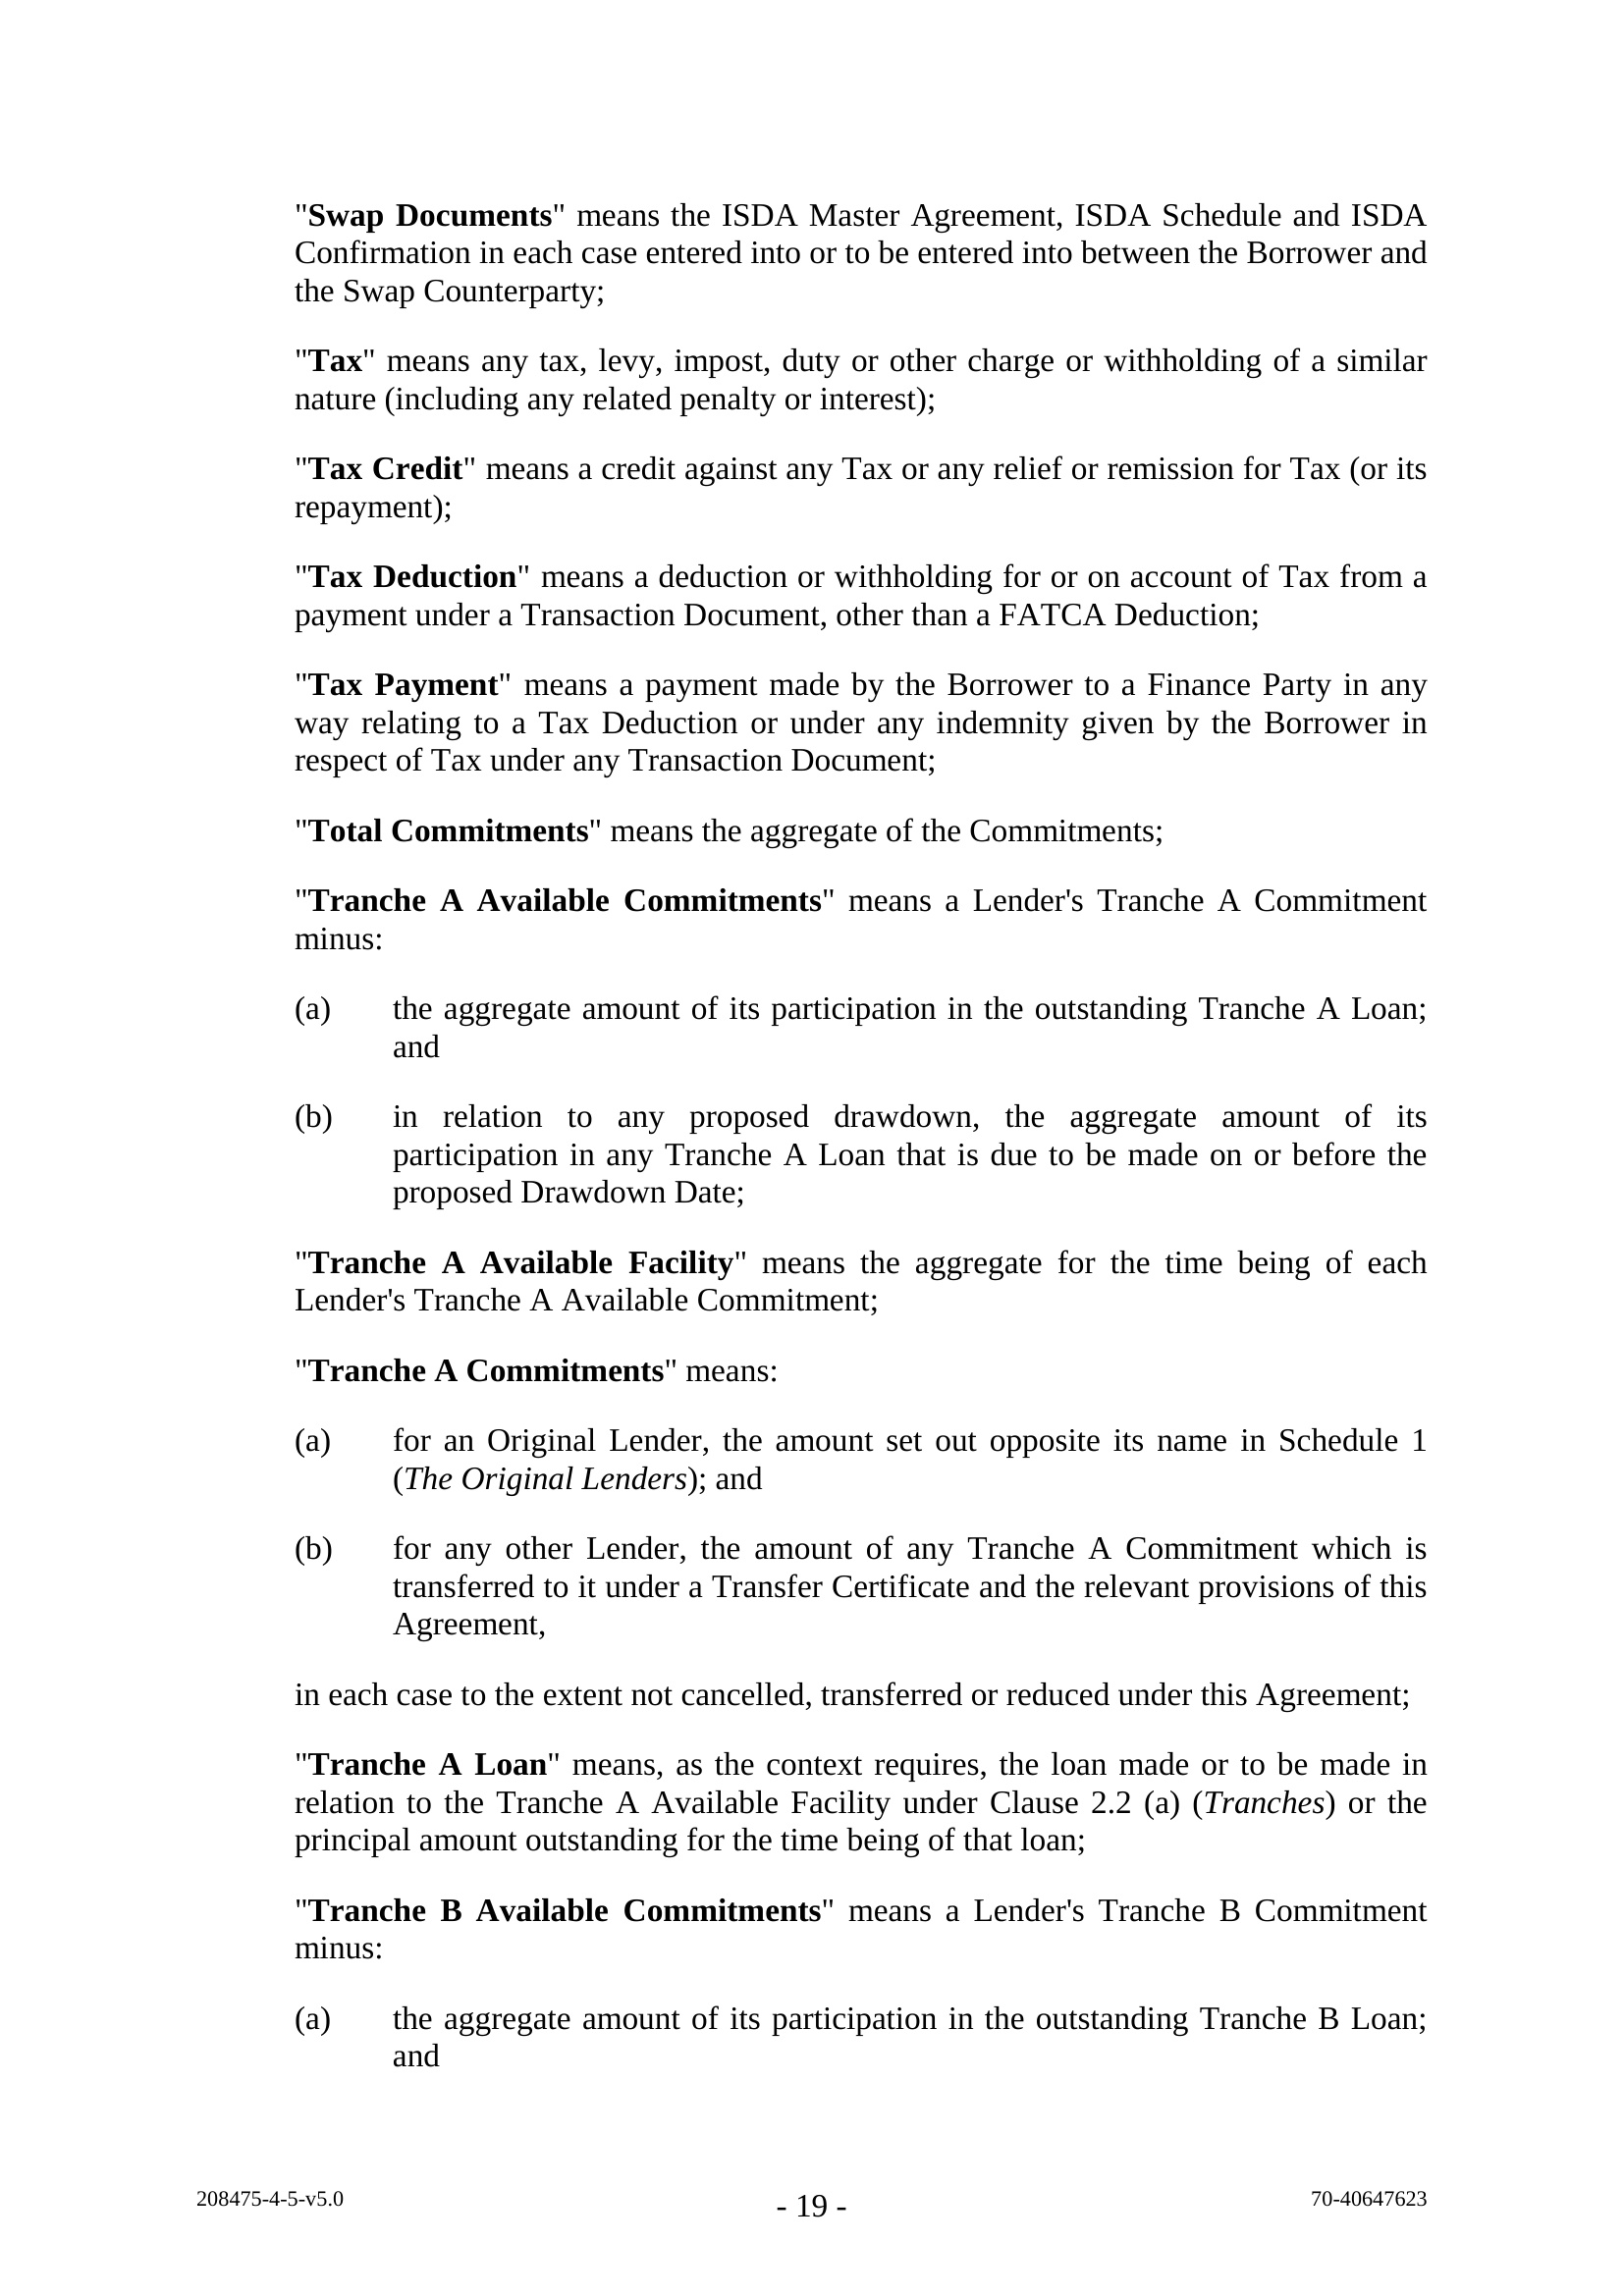 "Swap Documents" means the ISDA Master Agreement, ISDA Schedule and ISDA
Confirmation in each case entered into or to be entered into between the Borrower and
the Swap Counterparty;
"Tax" means any tax, levy, impost, duty or other charge or withholding of a similar
nature (including any related penalty or interest);
"Tax Credit" means a credit against any Tax or any relief or remission for Tax (or its
repayment);
"Tax Deduction" means a deduction or withholding for or on account of Tax from a
payment under a Transaction Document, other than a FATCA Deduction;
"Tax Payment" means a payment made by the Borrower to a Finance Party in any
way relating to a Tax Deduction or under any indemnity given by the Borrower in
respect of Tax under any Transaction Document;
"Total Commitments" means the aggregate of the Commitments;
"Tranche A Available Commitments" means a Lender's Tranche A Commitment
minus:
(a) the aggregate amount of its participation in the outstanding Tranche A Loan;
and
(b) in relation to any proposed drawdown, the aggregate amount of its
participation in any Tranche A Loan that is due to be made on or before the
proposed Drawdown Date;
"Tranche A Available Facility" means the aggregate for the time being of each
Lender's Tranche A Available Commitment;
"Tranche A Commitments" means:
(a) for an Original Lender, the amount set out opposite its name in Schedule 1
(The Original Lenders); and
(b) for any other Lender, the amount of any Tranche A Commitment which is
transferred to it under a Transfer Certificate and the relevant provisions of this
Agreement,
in each case to the extent not cancelled, transferred or reduced under this Agreement;
"Tranche A Loan" means, as the context requires, the loan made or to be made in
relation to the Tranche A Available Facility under Clause 2.2 (a) (Tranches) or the
principal amount outstanding for the time being of that loan;
"Tranche B Available Commitments" means a Lender's Tranche B Commitment
minus:
(a) the aggregate amount of its participation in the outstanding Tranche B Loan;
and
208475-4-5-v5.0 - 19 - 70-40647623